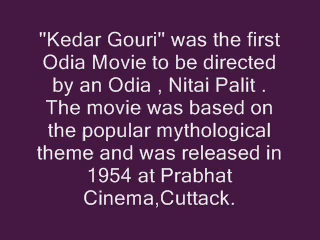 "Kedar Gouri" was the first
Odia Movie to be directed
by an Odia , Nitai Palit .
The movie was based on
the popular mythological
theme and was released in
1954 at Prabhat
Cinema,Cuttack.